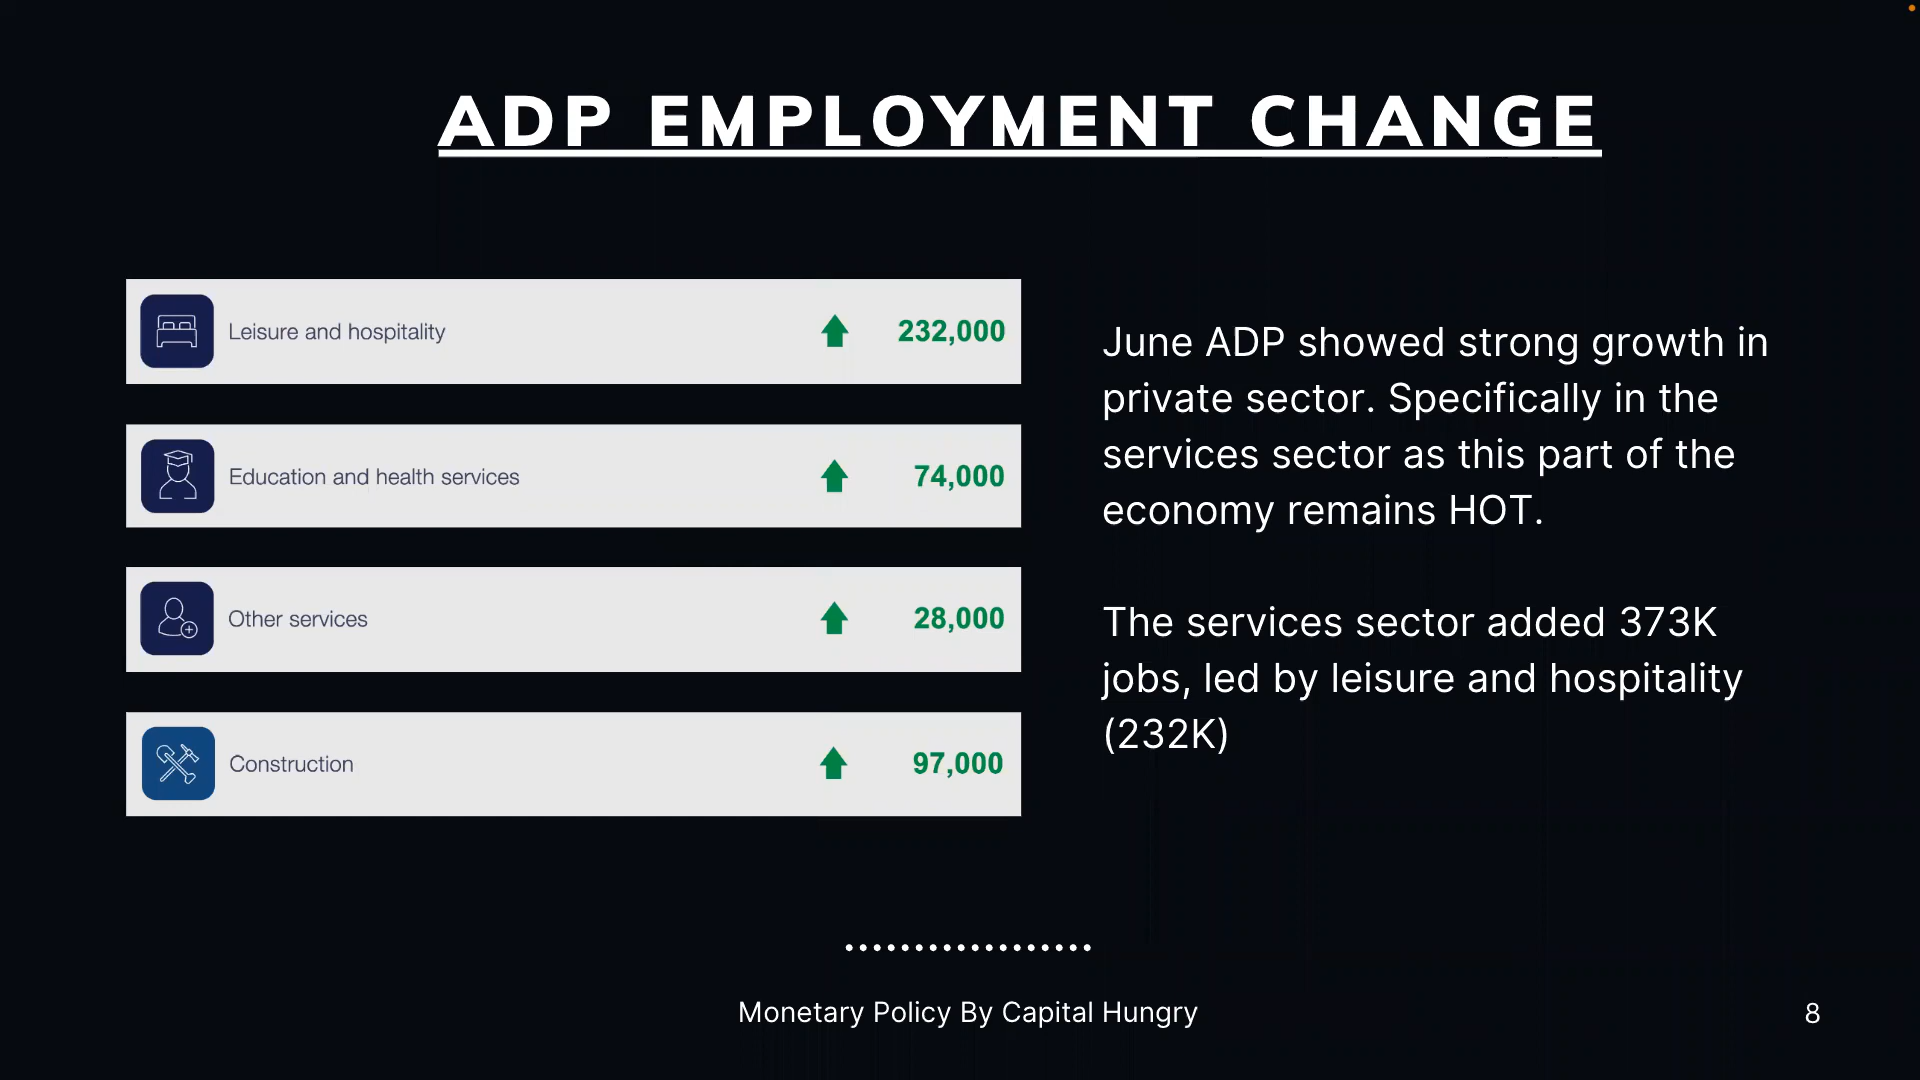 ADP EMPLOYMENT CHANGE
Leisure and hospitality 232,000
Education and health services 74,000
Other services 28,000
Construction 97,000
June ADP showed strong growth in
private sector. Specifically in the
services sector as this part of the
economy remains HOT.
The services sector added 373K
jobs, led by leisure and hospitality
(232K)
Monetary Policy By Capital Hungry
8